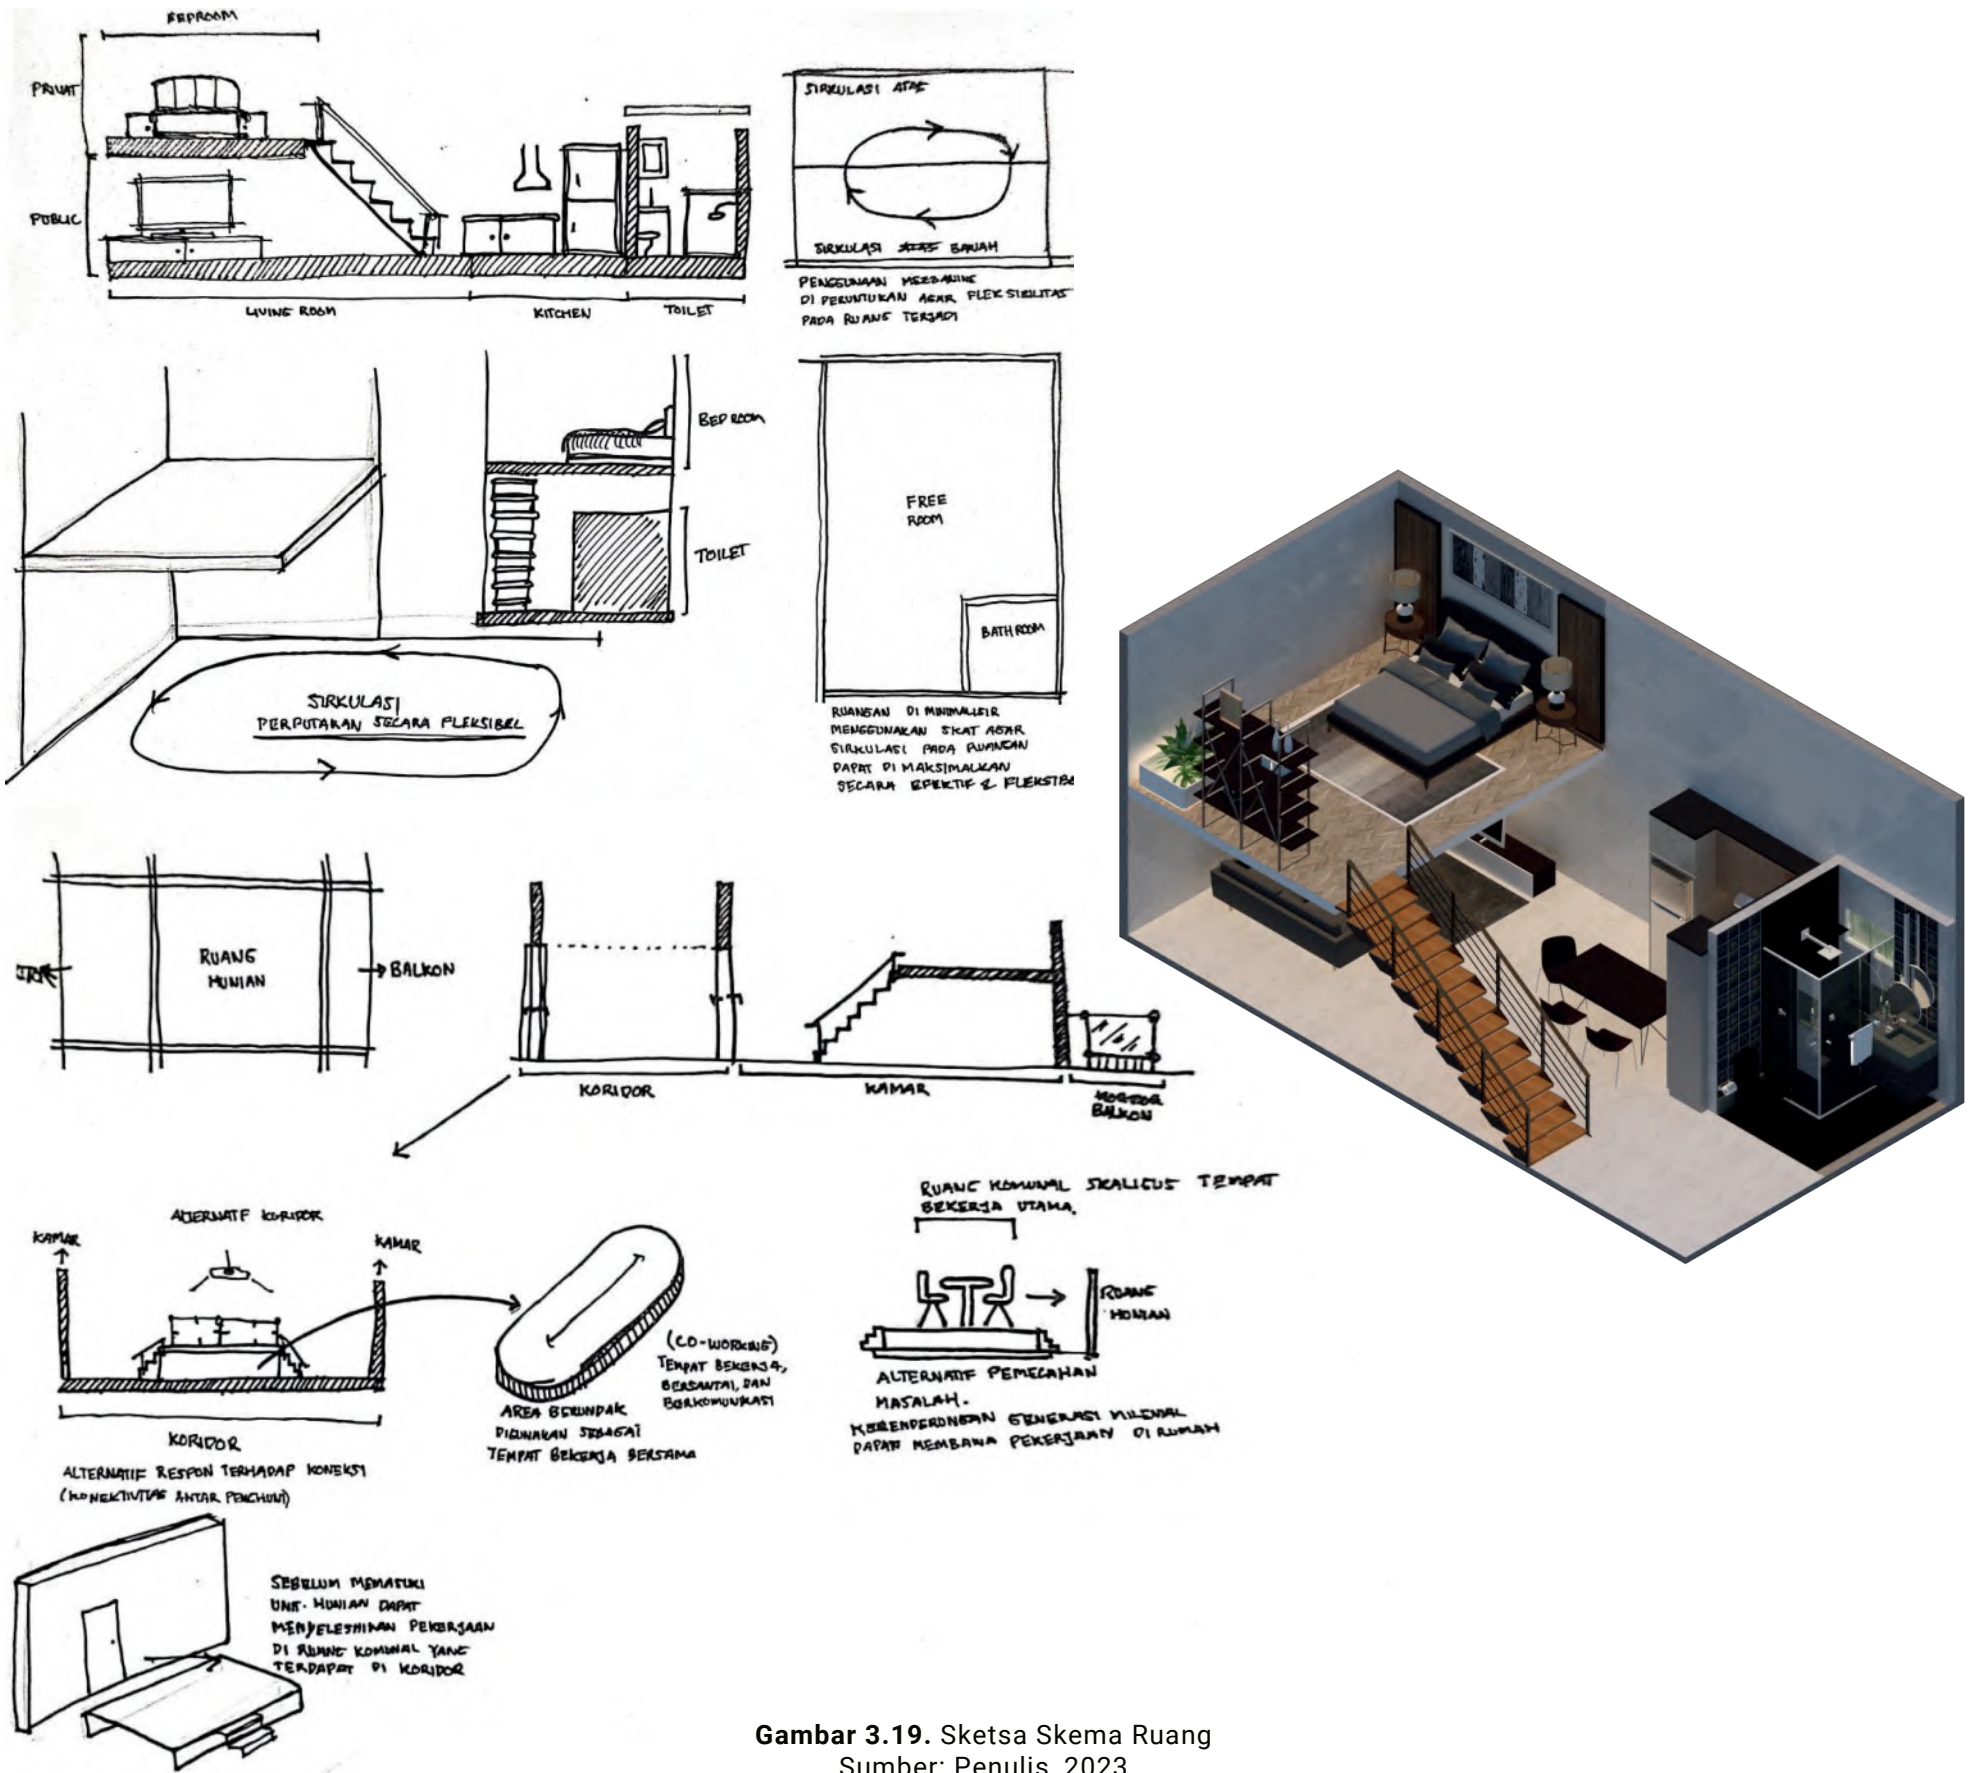 BEDROOM
PRIVAT
PUBLIC
LIVING ROOM
KITCHEN
TOILET
SIRKULASI ATAS
SIRKULASI ATAS BAWAH
PENGGUNAAN MEZZANINE
DI PERUNTUKAN AGAR FLEKSIBILITAS
PADA RUANG TERJADI
BED ROOM
TOILET
SIRKULASI
PERPUTARAN SECARA FLEKSIBEL
FREE
ROOM
BATHROOM
RUANGAN DI MINIMALISIR
MENGGUNAKAN SKAT AGAR
SIRKULASI PADA RUANGAN
DAPAT DI MAKSIMALKAN
SECARA EFEKTIF & FLEKSIB
RUANG
HUNIAN
BALKON
KORIDOR
KAMAR
BALKON
ALTERNATIF KORIDOR
KAMAR
KAMAR
KORIDOR
ALTERNATIF RESPON TERHADAP KONEKSI
(KONEKTIVITAS ANTAR PENGHUNI)
(CO-WORKING)
TEMPAT BEKERJA,
BERSANTAI, DAN
BERKOMUNIKASI
AREA BERUNDAK
DIGUNAKAN SEBAGAI
TEMPAT BEKERJA BERSAMA
RUANG KOMUNAL SKALIGUS TEMPAT
BEKERJA UTAMA.
RUANG
HUNIAN
ALTERNATIF PEMECAHAN
MASALAH.
GENERASI MILENIAL
DAPAT MEMBAWA PEKERJAAN DI RUMAH
SEBELUM MEMASUKI
UNIT HUNIAN DAPAT
MENYELESAIKAN PEKERJAAN
DI RUANG KOMUNAL YANG
TERDAPAT DI KORIDOR
Gambar 3.19. Sketsa Skema Ruang
Sumber: Penulis, 2023